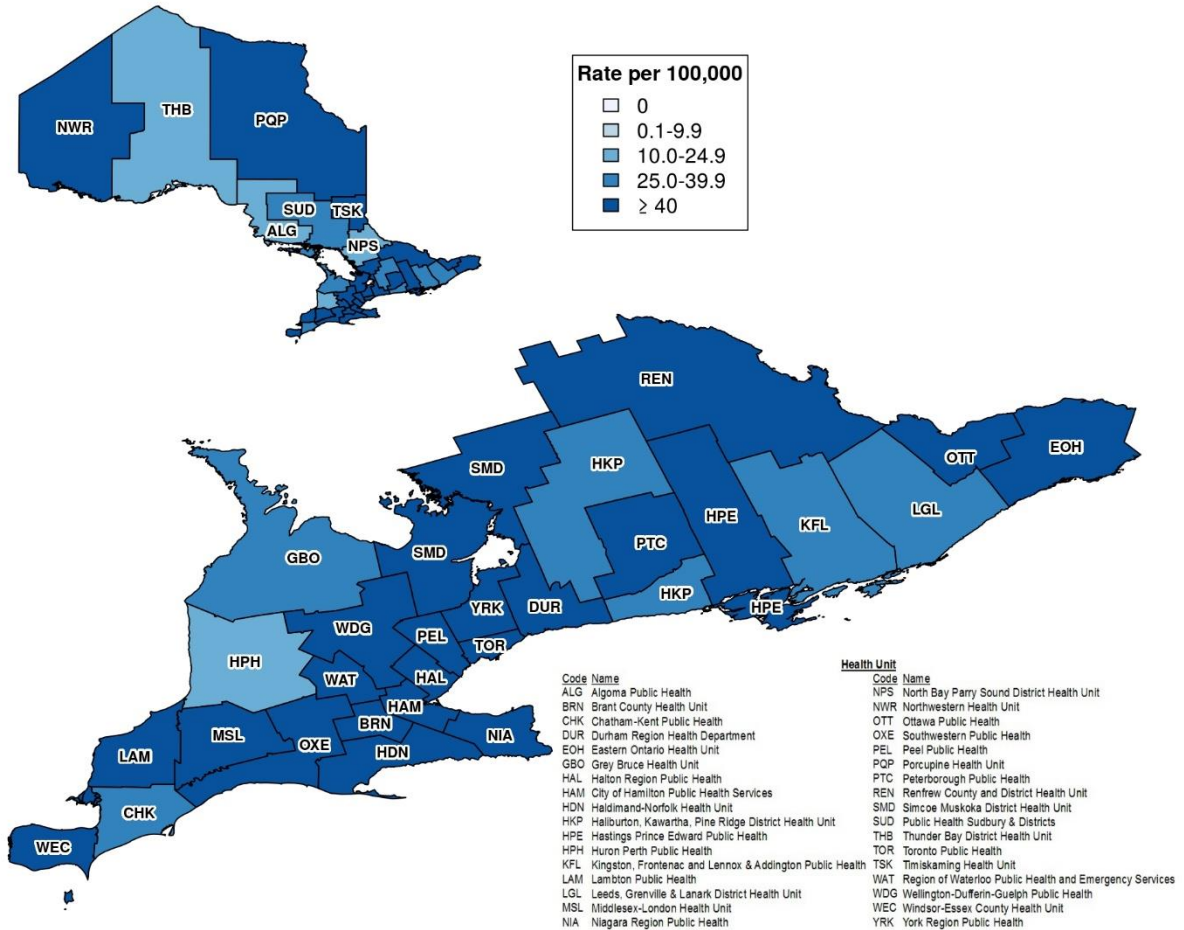 NWR
THB
PQP
SUD
TSK
ALG
NPS
Rate per 100,000
0
0.1-9.9
10.0-24.9
25.0-39.9
≥ 40
REN
SMD
HKP
OTT
EOH
HPE
KFL
LGL
GBO
SMD
PTC
HKP
HPE
YRK
DUR
WDG
PEL
TOR
HPH
WAT
HAL
HAM
MSL
BRN
LAM
OXE
HDN
NIA
CHK
WEC
Health Unit
Code Name
ALG Algoma Public Health
BRN Brant County Health Unit
CHK Chatham-Kent Public Health
DUR Durham Region Health Department
EOH Eastern Ontario Health Unit
GBO Grey Bruce Health Unit
HAL Halton Region Public Health
HAM City of Hamilton Public Health Services
HDN Haldimand-Norfolk Health Unit
HKP Haliburton, Kawartha, Pine Ridge District Health Unit
HPE Hastings Prince Edward Public Health
HPH Huron Perth Public Health
KFL Kingston, Frontenac and Lennox & Addington Public Health
LAM Lambton Public Health
LGL Leeds, Grenville & Lanark District Health Unit
MSL Middlesex-London Health Unit
NIA Niagara Region Public Health
Code Name
NPS North Bay Parry Sound District Health Unit
NWR Northwestern Health Unit
OTT Ottawa Public Health
OXE Southwestern Public Health
PEL Peel Public Health
PQP Porcupine Health Unit
PTC Peterborough Public Health
REN Renfrew County and District Health Unit
SMD Simcoe Muskoka District Health Unit
SUD Public Health Sudbury & Districts
THB Thunder Bay District Health Unit
TOR Toronto Public Health
TSK Timiskaming Health Unit
WAT Region of Waterloo Public Health and Emergency Services
WDG Wellington-Dufferin-Guelph Public Health
WEC Windsor-Essex County Health Unit
YRK York Region Public Health